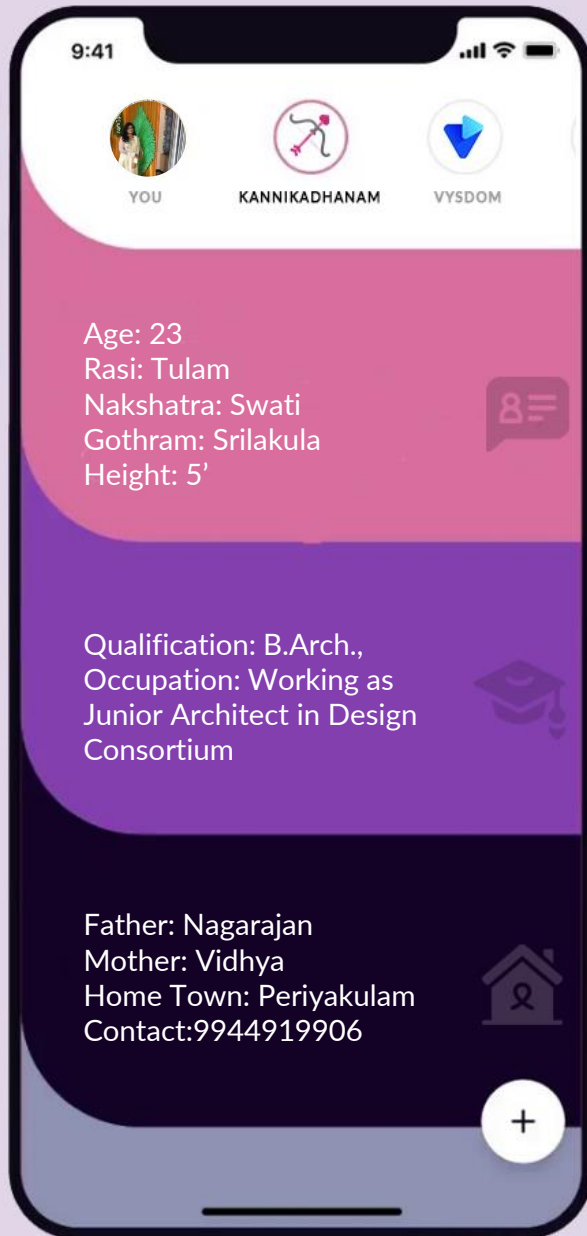 9:41
YOU
KANNIKADHANAM
VYSDOM
Age: 23
Rasi: Tulam
Nakshatra: Swati
Gothram: Srilakula
Height: 5’
Qualification: B.Arch.,
Occupation: Working as
Junior Architect in Design
Consortium
Father: Nagarajan
Mother: Vidhya
Home Town: Periyakulam
Contact:9944919906